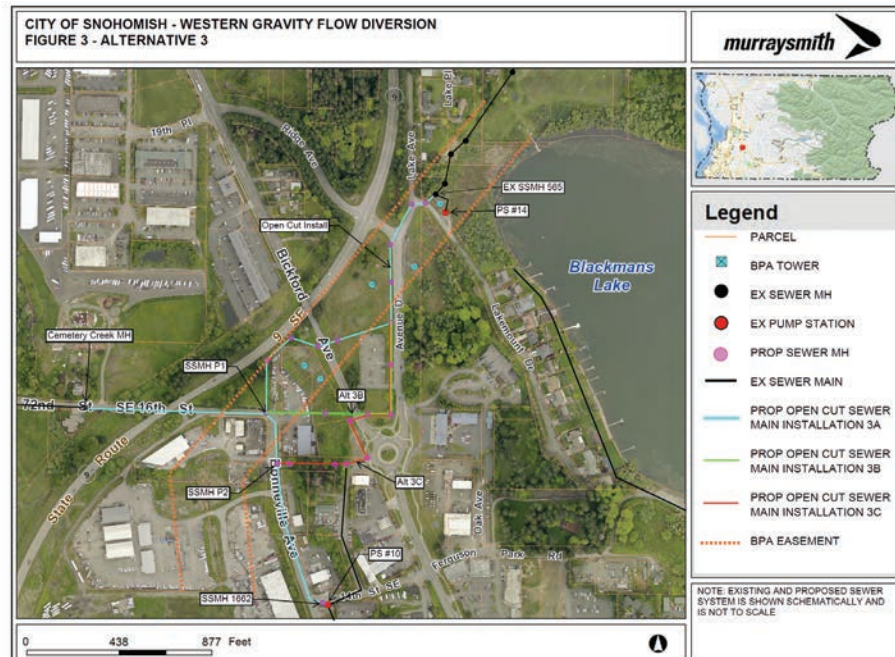 CITY OF SNOHOMISH - WESTERN GRAVITY FLOW DIVERSION
FIGURE 3 - ALTERNATIVE 3
murraysmith
19th Pl
Ridge Ave
9
Lake Pl
Lake Ave
EX SSMH 565
PS #14
Open Cut Install
Bickford
Ave
Blackmans
Lake
Cemetery Creek MH
SSMH P1
9 SE
Avenue D
Lakemount Dr
72nd St SE
16th St
Alt 3B
State Route 9
SSMH P2
Alt 3C
Bonneville Ave
Oak Ave
PS #10
Ferguson Park Rd
SSMH 1662
14th St SE
Legend
PARCEL
BPA TOWER
EX SEWER MH
EX PUMP STATION
PROP SEWER MH
EX SEWER MAIN
PROP OPEN CUT SEWER
MAIN INSTALLATION 3A
PROP OPEN CUT SEWER
MAIN INSTALLATION 3B
PROP OPEN CUT SEWER
MAIN INSTALLATION 3C
BPA EASEMENT
NOTE: EXISTING AND PROPOSED SEWER
SYSTEM IS SHOWN SCHEMATICALLY AND
IS NOT TO SCALE
0 438 877 Feet